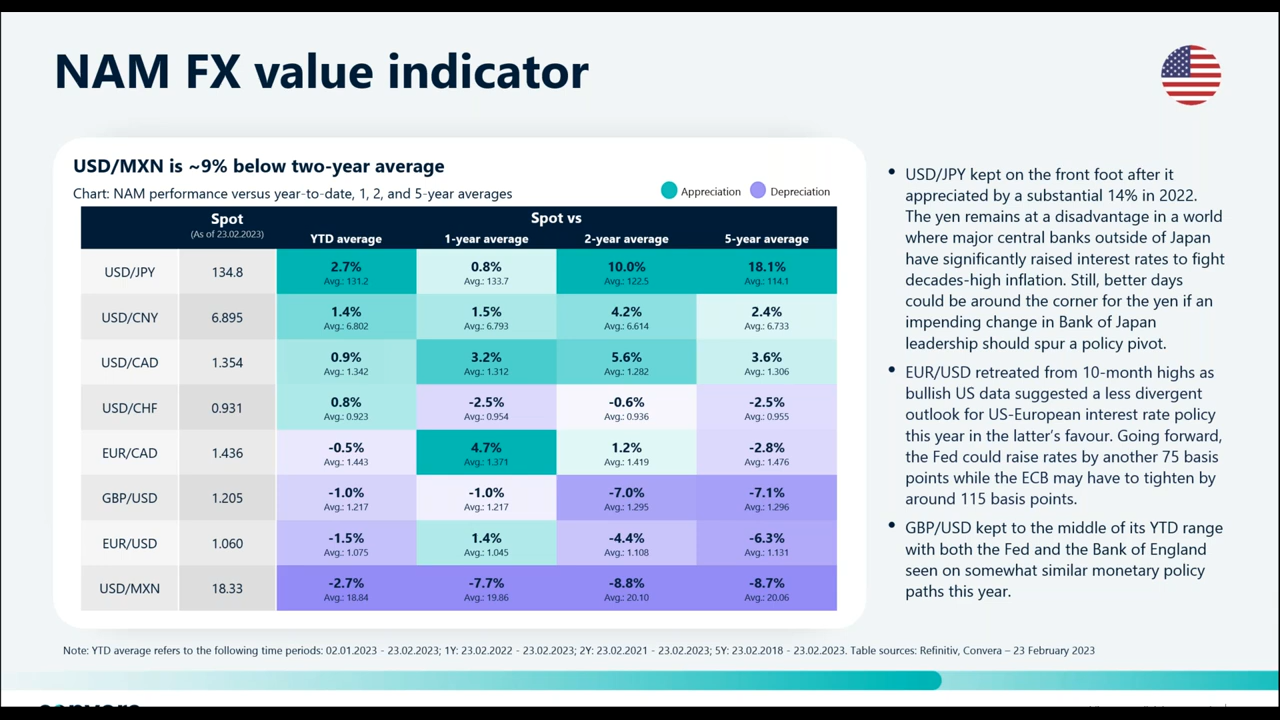 NAM FX value indicator
USD/MXN is ~9% below two-year average
Chart: NAM performance versus year-to-date, 1, 2, and 5-year averages
Appreciation
Depreciation
Spot
(As of 23.02.2023)
Spot vs
YTD average
1-year average
2-year average
5-year average
USD/JPY
134.8
2.7%
Avg.: 131.2
0.8%
Avg.: 133.7
10.0%
Avg.: 122.5
18.1%
Avg.: 114.1
USD/CNY
6.895
1.4%
Avg.: 6.802
1.5%
Avg.: 6.793
4.2%
Avg.: 6.614
2.4%
Avg.: 6.733
USD/CAD
1.354
0.9%
Avg.: 1.342
3.2%
Avg.: 1.312
5.6%
Avg.: 1.282
3.6%
Avg.: 1.306
USD/CHF
0.931
0.8%
Avg.: 0.923
-2.5%
Avg.: 0.954
-0.6%
Avg.: 0.936
-2.5%
Avg.: 0.955
EUR/CAD
1.436
-0.5%
Avg.: 1.443
4.7%
Avg.: 1.371
1.2%
Avg.: 1.419
-2.8%
Avg.: 1.476
GBP/USD
1.205
-1.0%
Avg.: 1.217
-1.0%
Avg.: 1.217
-7.0%
Avg.: 1.295
-7.1%
Avg.: 1.296
EUR/USD
1.060
-1.5%
Avg.: 1.075
1.4%
Avg.: 1.045
-4.4%
Avg.: 1.108
-6.3%
Avg.: 1.131
USD/MXN
18.33
-2.7%
Avg.: 18.84
-7.7%
Avg.: 19.86
-8.8%
Avg.: 20.10
-8.7%
Avg.: 20.06
• USD/JPY kept on the front foot after it
appreciated by a substantial 14% in 2022.
The yen remains at a disadvantage in a world
where major central banks outside of Japan
have significantly raised interest rates to fight
decades-high inflation. Still, better days
could be around the corner for the yen if an
impending change in Bank of Japan
leadership should spur a policy pivot.
• EUR/USD retreated from 10-month highs as
bullish US data suggested a less divergent
outlook for US-European interest rate policy
this year in the latter's favour. Going forward,
the Fed could raise rates by another 75 basis
points while the ECB may have to tighten by
around 115 basis points.
• GBP/USD kept to the middle of its YTD range
with both the Fed and the Bank of England
seen on somewhat similar monetary policy
paths this year.
Note: YTD average refers to the following time periods: 02.01.2023 - 23.02.2023; 1Y: 23.02.2022 - 23.02.2023; 2Y: 23.02.2021 - 23.02.2023; 5Y: 23.02.2018 - 23.02.2023. Table sources: Refinitiv, Convera – 23 February 2023